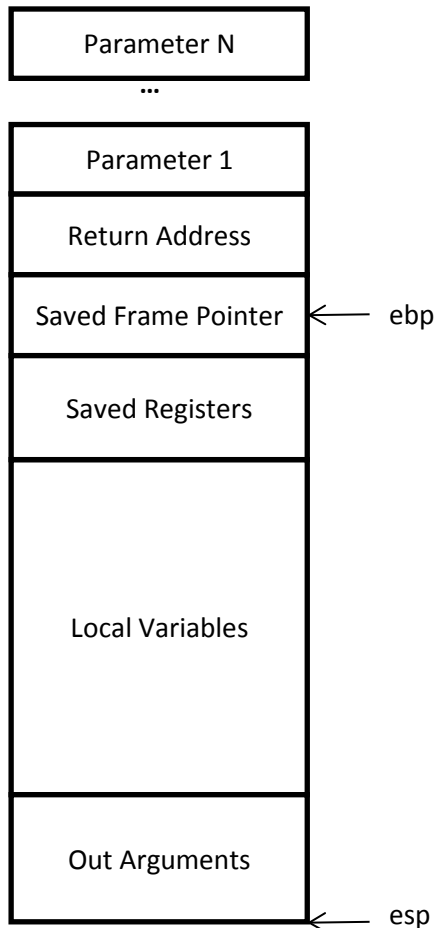 Parameter N
...
Parameter 1
Return Address
Saved Frame Pointer
ebp
Saved Registers
Local Variables
Out Arguments
esp